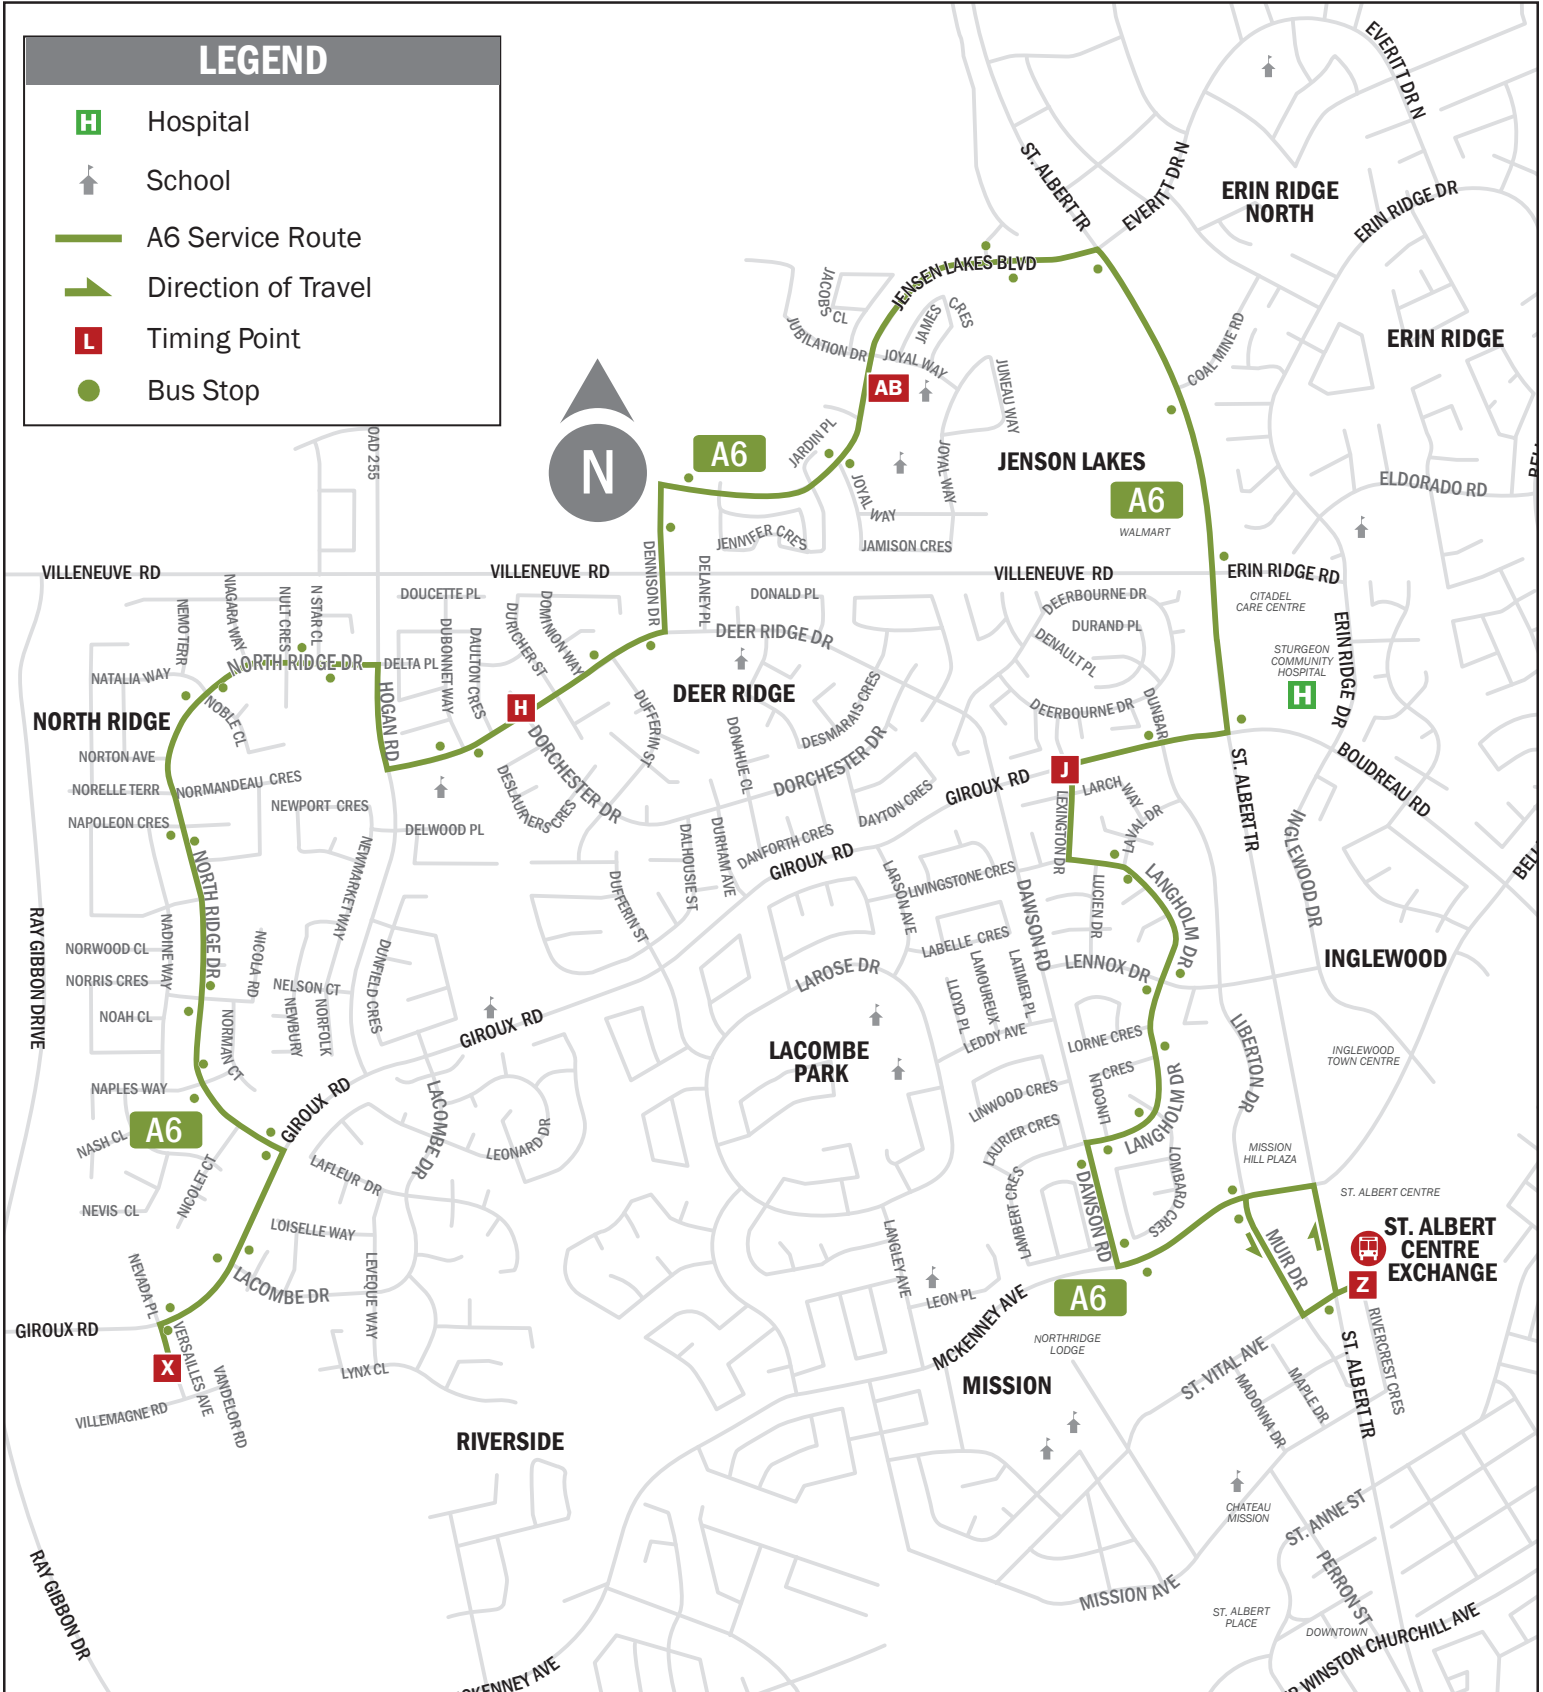 LEGEND
H
Hospital
School
A6 Service Route
Direction of Travel
L
Timing Point
Bus Stop
N
EVERITT DR N
ST. ALBERT TR
EVERITT DR N
ERIN RIDGE
NORTH
ERIN RIDGE DR
JENSEN LAKES BLVD
JACOBS CL
JAMES
CRES
JUBILATION DR
JOYAL WAY
COAL MINE RD
ERIN RIDGE
AB
JUNEAU WAY
JARDIN PL
A6
OAD 255
JOYAL WAY
JENSON LAKES
A6
ELDORADO RD
JOYAL WAY
WALMART
JENNIFER CRES
JAMISON CRES
VILLENEUVE RD
VILLENEUVE RD
VILLENEUVE RD
ERIN RIDGE RD
DENNISON DR
DELANEY PL
DONALD PL
DEERBOURNE DR
CITADEL
CARE CENTRE
DURAND PL
DENAULT PL
DEER RIDGE DR
ERIN RIDGE DR
NEMO TERR
NIAGARA WAY
NULT CRES
N STAR CL
DOUCETTE PL
DUBONNET WAY
DAULTON CRES
DURICHER ST
DOMINION WAY
NATALIA WAY
NORTH RIDGE DR
DELTA PL
STURGEON
COMMUNITY
HOSPITAL
H
NOBLE CL
HOGAN RD
H
DEER RIDGE
DUFFERIN ST
DESMARAIS CRES
DEERBOURNE DR
DUNBAR
NORTH RIDGE
NORTON AVE
DONAHUE CL
DORCHESTER DR
DORCHESTER DR
ST. ALBERT TR
BOUDREAU RD
J
GIROUX RD
NORELLE TERR
NORMANDEAU CRES
NEWPORT CRES
DESLAURIERS CRES
DAYTON CRES
LARCH
WAY
LAVAL DR
LEXINGTON DR
NAPOLEON CRES
DELWOOD PL
DALHOUSIE ST
DURHAM AVE
DANFORTH CRES
GIROUX RD
INGLEWOOD DR
NEWMARKET WAY
LARSON AVE
LIVINGSTONE CRES
DAWSON RD
LUCIEN DR
LANGHOLM DR
NORTH RIDGE DR
DUFFERIN ST
RAY GIBBON DRIVE
NADINE WAY
NORWOOD CL
NICOLA RD
DUNFIELD CRES
LABELLE CRES
LAMOUREUX
LATIMER PL
LENNOX DR
LAROSE DR
INGLEWOOD
NORRIS CRES
NELSON CT
NEWBURY
NORFOLK
LLOYD PL
LEDDY AVE
NOAH CL
NORMAN CT
GIROUX RD
LORNE CRES
LIBERTON DR
LACOMBE
PARK
INGLEWOOD
TOWN CENTRE
NAPLES WAY
LINWOOD CRES
LINCOLN
CRES
LANGHOLM DR
A6
NASH CL
GIROUX RD
LACOMBE DR
LEONARD DR
LAURIER CRES
LANGHOLM
MISSION
HILL PLAZA
NICOLET CT
LAFLEUR DR
LAMBERT CRES
DAWSON RD
LOMBARD CRES
ST. ALBERT CENTRE
NEVIS CL
LOISELLE WAY
LANGLEY AVE
MUIR DR
ST. ALBERT
CENTRE
EXCHANGE
Z
NEVADA PL
LACOMBE DR
LEVEQUE WAY
LEON PL
A6
GIROUX RD
VERSAILLES AVE
X
MCKENNEY AVE
NORTHRIDGE
LODGE
RIVERCREST CRES
ST. ALBERT TR
VANDELOR RD
LYNX CL
MISSION
ST. VITAL AVE
MADONNA DR
MAPLE DR
VILLEMAGNE RD
RIVERSIDE
CHATEAU
MISSION
ST. ANNE ST
PERRON ST
RAY GIBBON DR
MISSION AVE
ST. ALBERT
PLACE
DOWNTOWN
WINSTON CHURCHILL AVE
KENNEY AVE